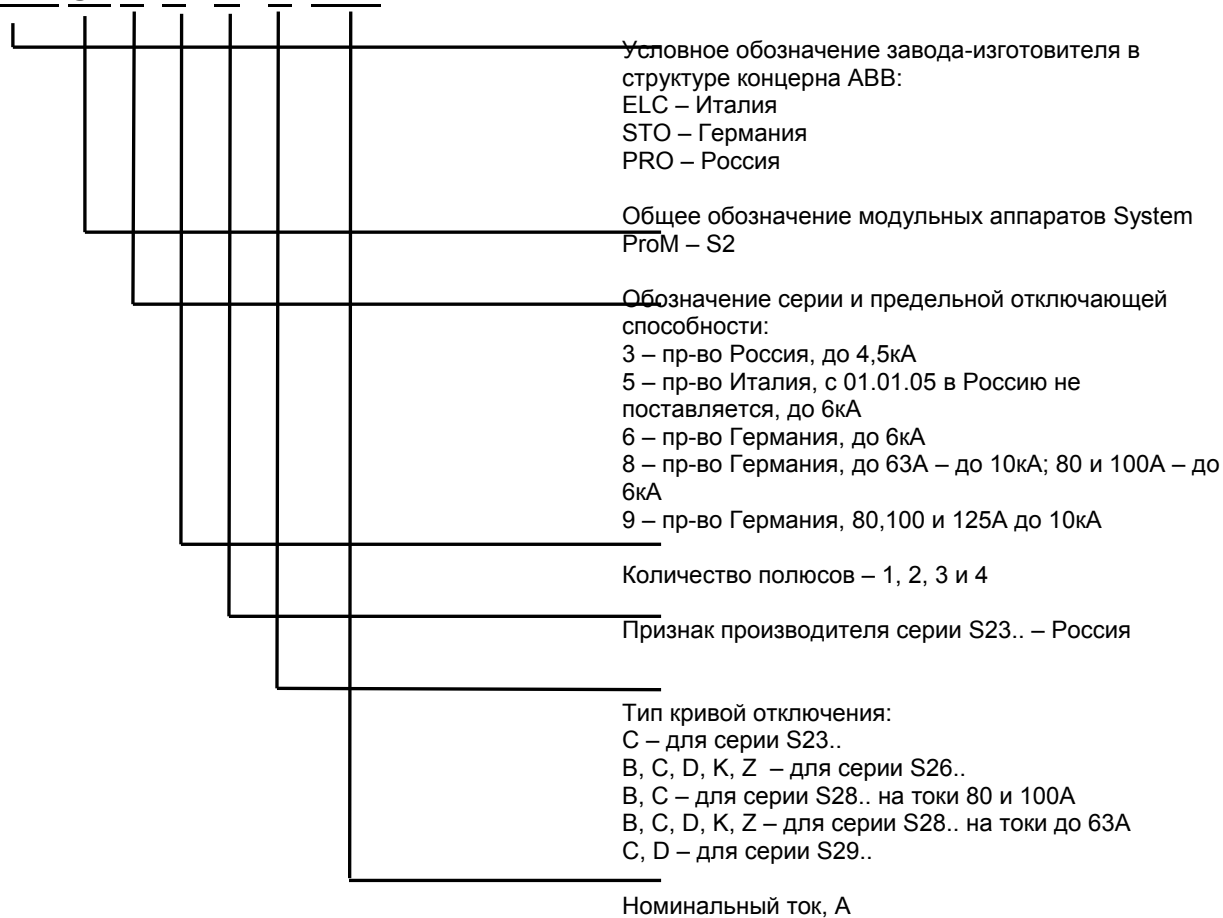 Условное обозначение завода-изготовителя в
структуре концерна АВВ:
ELC – Италия
STO – Германия
PRO – Россия
Общее обозначение модульных аппаратов System
ProM – S2
Обозначение серии и предельной отключающей
способности:
3 – пр-во Россия, до 4,5кА
5 – пр-во Италия, с 01.01.05 в Россию не
поставляется, до 6кА
6 – пр-во Германия, до 6кА
8 – пр-во Германия, до 63А – до 10кА; 80 и 100А – до
6кА
9 – пр-во Германия, 80,100 и 125А до 10кА
Количество полюсов – 1, 2, 3 и 4
Признак производителя серии S23.. – Россия
Тип кривой отключения:
С – для серии S23..
B, C, D, K, Z – для серии S26..
B, C – для серии S28.. на токи 80 и 100А
B, C, D, K, Z – для серии S28.. на токи до 63А
C, D – для серии S29..
Номинальный ток, А